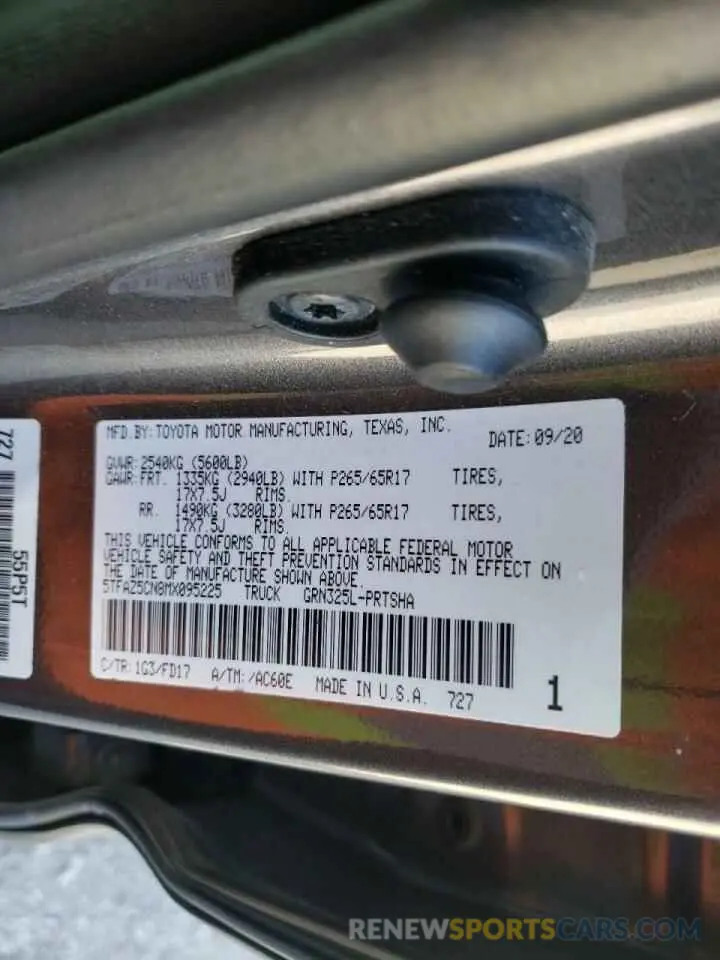 MFD.BY:TOYOTA MOTOR MANUFACTURING, TEXAS, INC.
DATE:09/20
GVWR:2540KG (5600LB)
GAWR:FRT. 1335KG (2940LB) WITH P265/65R17 TIRES,
17X7.5J RIMS.
RR. 1490KG (3280LB) WITH P265/65R17 TIRES,
17X7.5J RIMS.
THIS VEHICLE CONFORMS TO ALL APPLICABLE FEDERAL MOTOR
VEHICLE SAFETY AND THEFT PREVENTION STANDARDS IN EFFECT ON
THE DATE OF MANUFACTURE SHOWN ABOVE.
5TFAZ5CN8MX095225 TRUCK GRN325L-PRTSHA
C/TR:1G3/FD17 A/TM:/AC60E MADE IN U.S.A. 727
1
727
55P5T
RENEWSPORTSCARS.COM